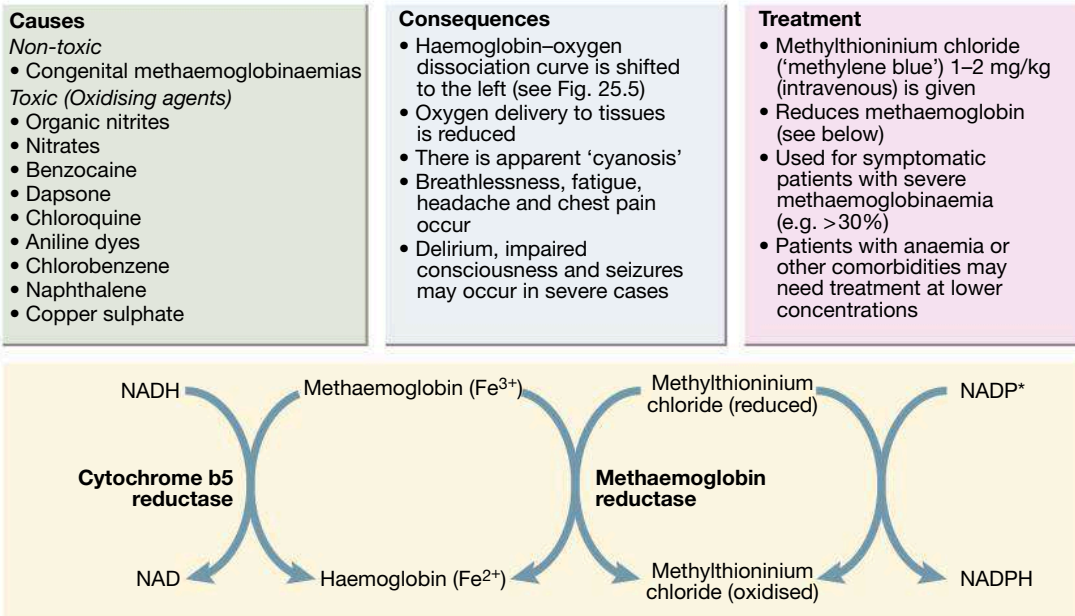 Causes
Non-toxic
• Congenital methaemoglobinaemias
Toxic (Oxidising agents)
• Organic nitrites
• Nitrates
• Benzocaine
• Dapsone
• Chloroquine
• Aniline dyes
• Chlorobenzene
• Naphthalene
• Copper sulphate
Consequences
• Haemoglobin–oxygen
dissociation curve is shifted
to the left (see Fig. 25.5)
• Oxygen delivery to tissues
is reduced
• There is apparent ‘cyanosis’
• Breathlessness, fatigue,
headache and chest pain
occur
• Delirium, impaired
consciousness and seizures
may occur in severe cases
Treatment
• Methylthioninium chloride
(‘methylene blue’) 1–2 mg/kg
(intravenous) is given
• Reduces methaemoglobin
(see below)
• Used for symptomatic
patients with severe
methaemoglobinaemia
(e.g. >30%)
• Patients with anaemia or
other comorbidities may
need treatment at lower
concentrations
NADH
Methaemoglobin (Fe³⁺)
Methylthioninium
chloride (reduced)
NADP*
Cytochrome b5
reductase
Methaemoglobin
reductase
NAD
Haemoglobin (Fe²⁺)
Methylthioninium
chloride (oxidised)
NADPH